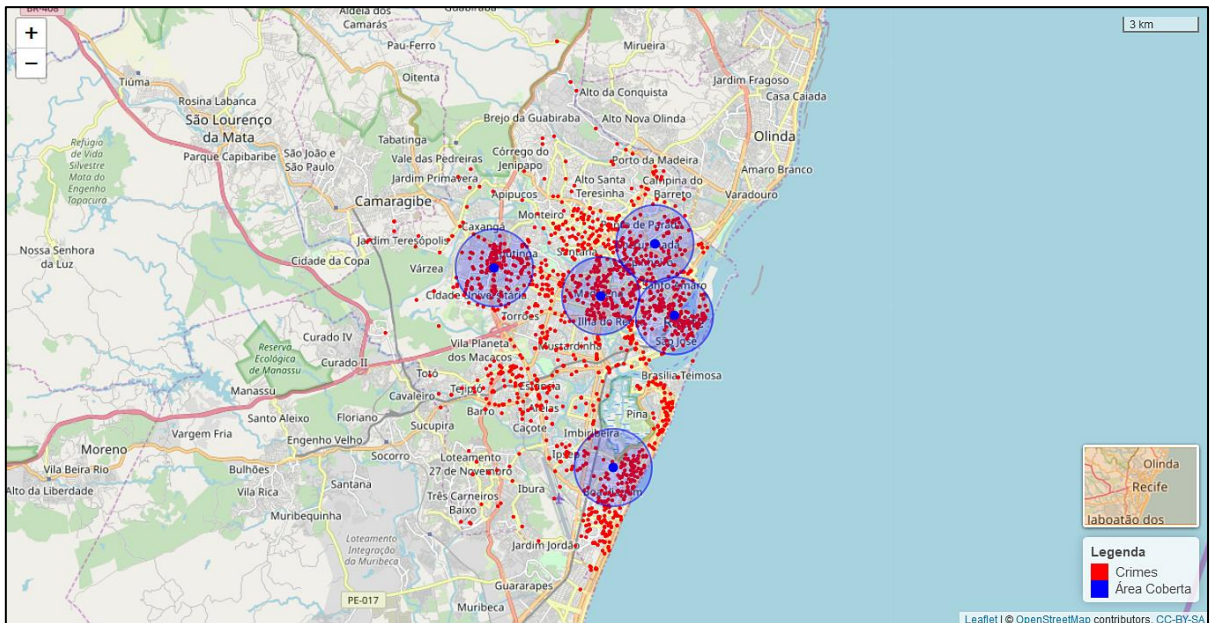 BR-408
+
−
3 km
Aldeia dos
Camarás
Guabiraba
Pau-Ferro
Mirueira
Oitenta
Tiúma
Jardim Fragoso
Rosina Labanca
Alto da Conquista
Casa Caiada
São Lourenço
da Mata
Brejo da Guabiraba
Alto Nova Olinda
Tabatinga
Olinda
Refúgio
de Vida
Silvestre
Mata do
Engenho
Tapacurá
Parque Capibaribe
São João e
São Paulo
Vale das Pedreiras
Córrego do
Jenipapo
Porto da Madeira
Jardim Primavera
Alto Santa
Teresinha
Campina do
Barreto
Amaro Branco
Camaragibe
Apipucos
Varadouro
Monteiro
Caxangá
Jardim Teresópolis
Nossa Senhora
da Luz
Cidade da Copa
Santana
Várzea
Cidade Universitária
Santo Amaro
Torrões
Ilha do
Curado IV
São José
Reserva
Ecológica
de Manassu
Vila Planeta
dos Macacos
Mustardinha
Curado II
Totó
Brasília Teimosa
Manassu
Tejipió
Estância
Cavaleiro
Barro
Areias
Pina
Santo Aleixo
Floriano
Sucupira
Caçote
Vargem Fria
Engenho Velho
Imbiribeira
Moreno
Socorro
Loteamento
27 de Novembro
Ipsep
Vila Beira Rio
Bulhões
Alto da Liberdade
Vila Rica
Santana
Três Carneiros
Baixo
Ibura
Boa Viagem
Muribequinha
Loteamento
Integração
da Muribeca
Jardim Jordão
Guararapes
PE-017
Muribeca
Olinda
Recife
Jaboatão dos
Legenda
Crimes
Área Coberta
Leaflet | © OpenStreetMap contributors, CC-BY-SA